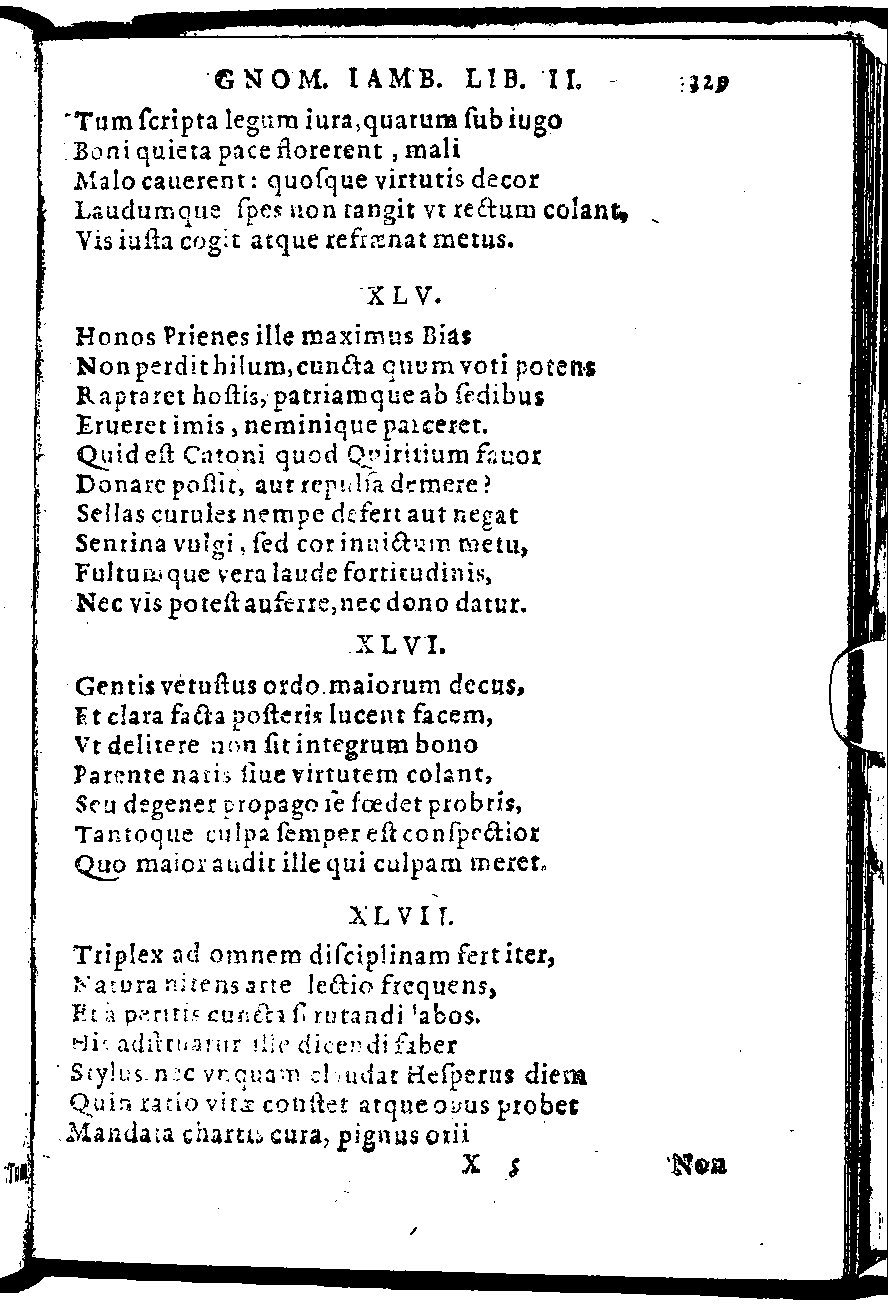 GNOM. IAMB. LIB. II. 329
Tum ſcripta legum iura, quarum ſub iugo
Boni quieta pace florerent, mali
Malo cauerent: quoſque virtutis decor
Laudumque ſpes non tangit vt rectum colant,
Vis iuſta cogit atque refrænat metus.
XLV.
Honos Prienes ille maximus Bias
Non perdit hilum, cuncta quum voti potens
Raptaret hoſtis, patriamque ab ſedibus
Erueret imis, neminique parceret.
Quid eſt Catoni quod Quiritium fauor
Donare poſſit, aut repulſa demere?
Sellas curules nempe defert aut negat
Sentina vulgi, ſed cor inuictum metu,
Fultumque vera laude fortitudinis,
Nec vis poteſt auferre, nec dono datur.
XLVI.
Gentis vetuſtus ordo, maiorum decus,
Et clara facta poſteris lucent facem,
Vt delitere non ſit integrum bono
Parente natis ſiue virtutem colant,
Seu degener propago ſe fœdet probris,
Tantoque culpa ſemper eſt conſpectior
Quo maior audit ille qui culpam meret.
XLVII.
Triplex ad omnem diſciplinam fert iter,
Natura nitens arte lectio frequens,
Et à peritis cuncta ſcrutandi labos.
His adſtruatur ille dicendi faber
Stylus, nec vnquam claudat Heſperus diem
Quin ratio vitæ conſtet atque opus probet
Mandata chartis cura, pignus otii
X 5 Non
Tum